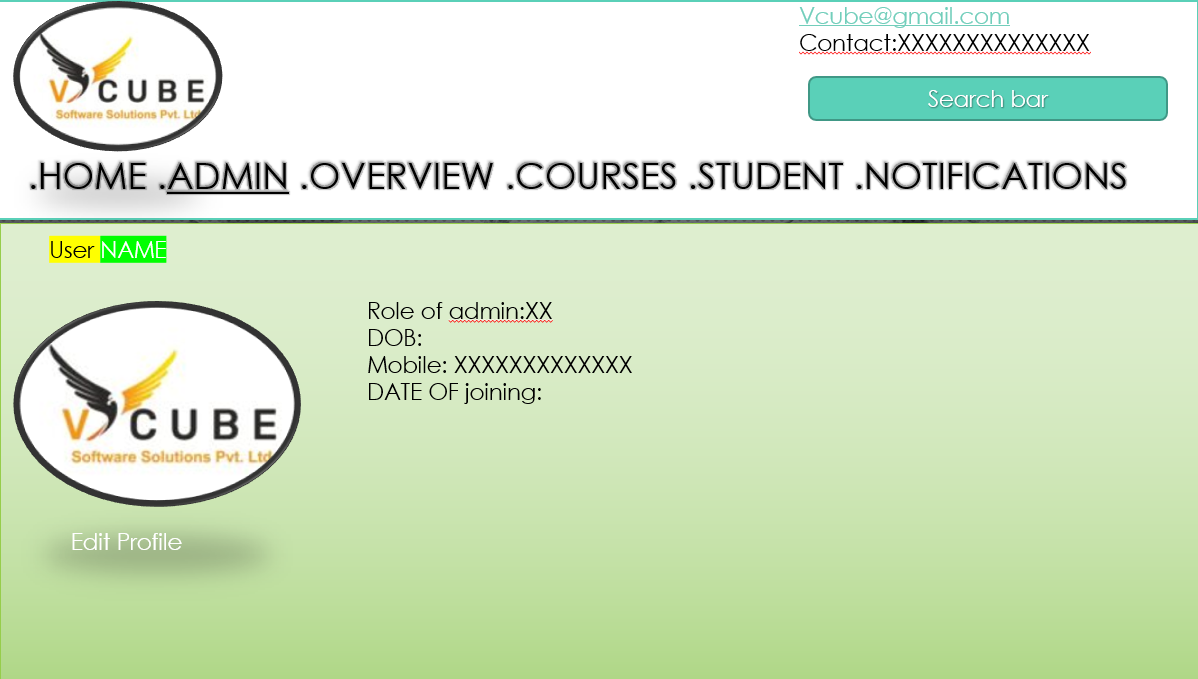 V CUBE
Software Solutions Pvt. Ltd
Vcube@gmail.com
Contact:XXXXXXXXXXXXXX
Search bar
.HOME .ADMIN .OVERVIEW .COURSES .STUDENT .NOTIFICATIONS
User NAME
V CUBE
Software Solutions Pvt. Ltd
Role of admin:XX
DOB:
Mobile: XXXXXXXXXXXXX
DATE OF joining:
Edit Profile